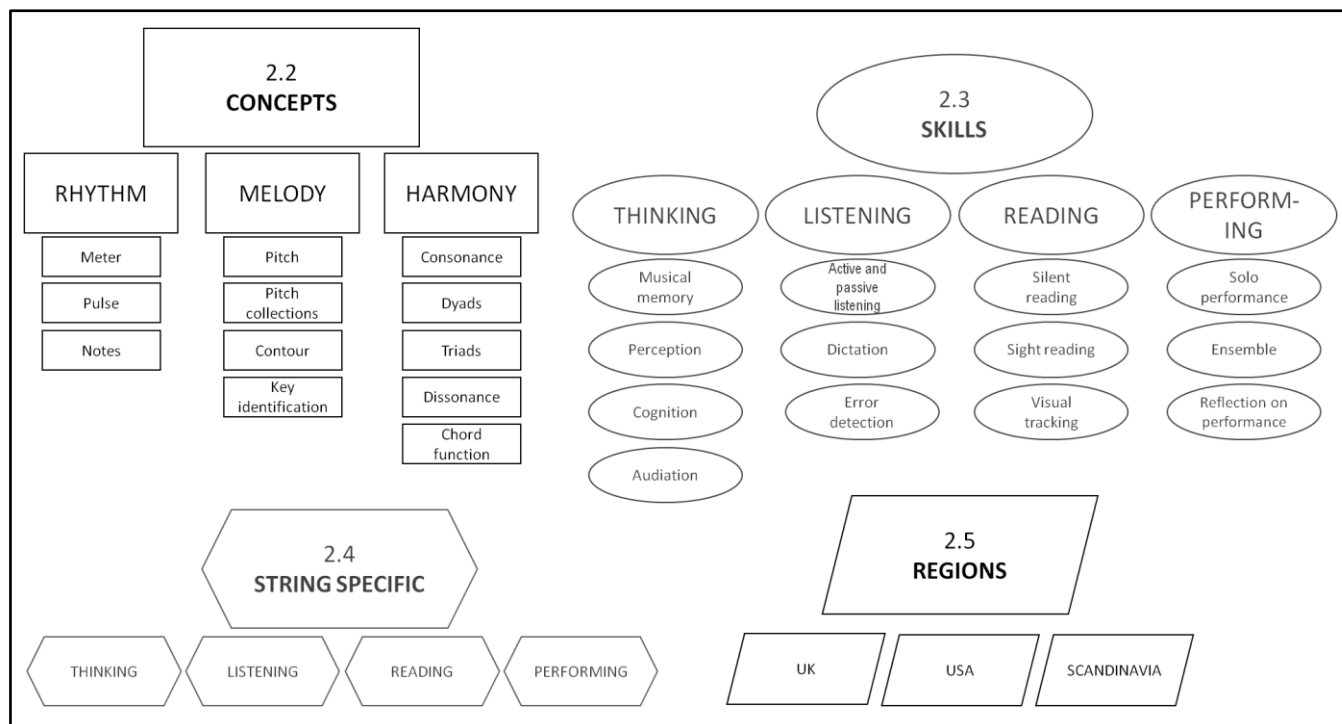 2.2
CONCEPTS
RHYTHM
Meter
Pulse
Notes
MELODY
Pitch
Pitch
collections
Contour
Key
identification
HARMONY
Consonance
Dyads
Triads
Dissonance
Chord
function
2.3
SKILLS
THINKING
Musical
memory
Perception
Cognition
Audiation
LISTENING
Active and
passive
listening
Dictation
Error
detection
READING
Silent
reading
Sight reading
Visual
tracking
PERFORM-
ING
Solo
performance
Ensemble
Reflection on
performance
2.4
STRING SPECIFIC
THINKING
LISTENING
READING
PERFORMING
2.5
REGIONS
UK
USA
SCANDINAVIA